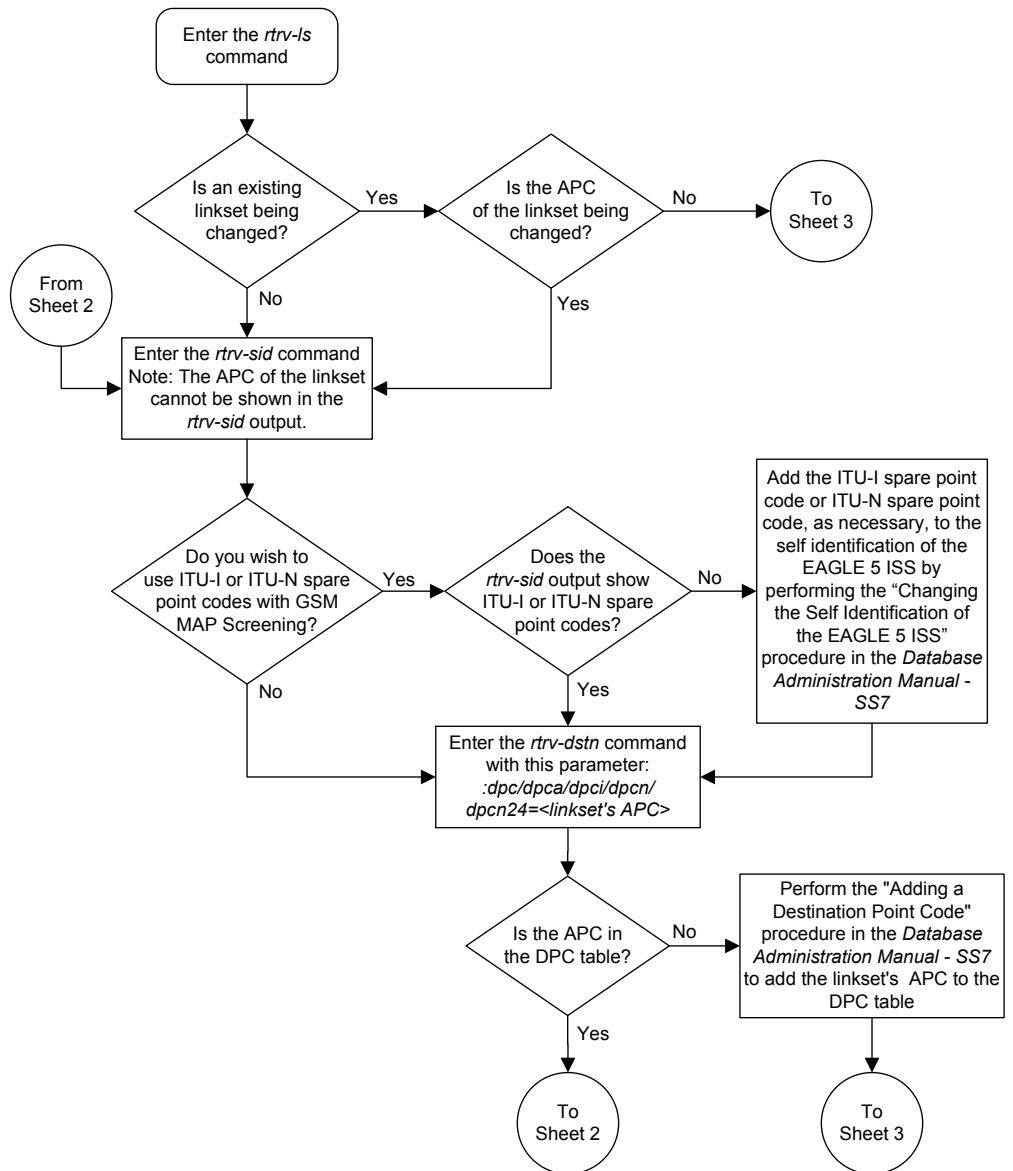 Enter the rtrv-ls
command
Is an existing
linkset being
changed?
Yes
Is the APC
of the linkset being
changed?
No
To
Sheet 3
From
Sheet 2
No
Yes
Enter the rtrv-sid command
Note: The APC of the linkset
cannot be shown in the
rtrv-sid output.
Do you wish to
use ITU-I or ITU-N spare
point codes with GSM
MAP Screening?
Yes
Does the
rtrv-sid output show
ITU-I or ITU-N spare
point codes?
No
Add the ITU-I spare point
code or ITU-N spare point
code, as necessary, to the
self identification of the
EAGLE 5 ISS by
performing the “Changing
the Self Identification of
the EAGLE 5 ISS”
procedure in the Database
Administration Manual -
SS7
No
Yes
Enter the rtrv-dstn command
with this parameter:
:dpc/dpca/dpci/dpcn/
dpcn24=<linkset's APC>
Is the APC in
the DPC table?
No
Perform the "Adding a
Destination Point Code"
procedure in the Database
Administration Manual - SS7
to add the linkset's APC to the
DPC table
Yes
To
Sheet 2
To
Sheet 3